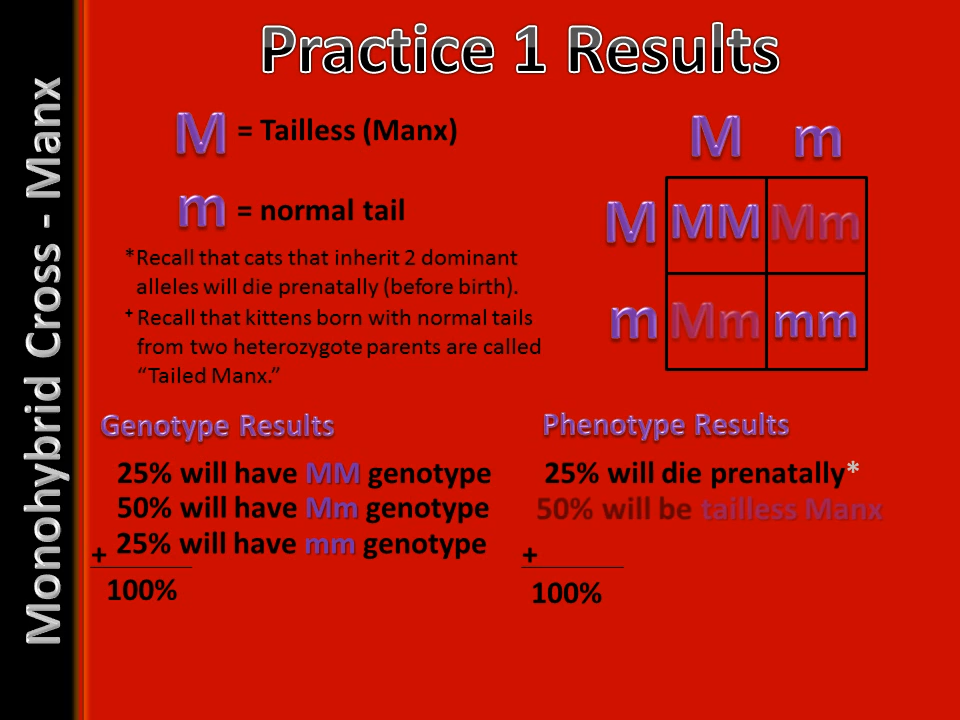 Practice 1 Results
Monohybrid Cross - Manx
M = Tailless (Manx)
m = normal tail
*Recall that cats that inherit 2 dominant
alleles will die prenatally (before birth).
+ Recall that kittens born with normal tails
from two heterozygote parents are called
“Tailed Manx.”
M m
M MM Mm
m Mm mm
Genotype Results
25% will have MM genotype
50% will have Mm genotype
+ 25% will have mm genotype
100%
Phenotype Results
25% will die prenatally*
50% will be tailless Manx
+
100%